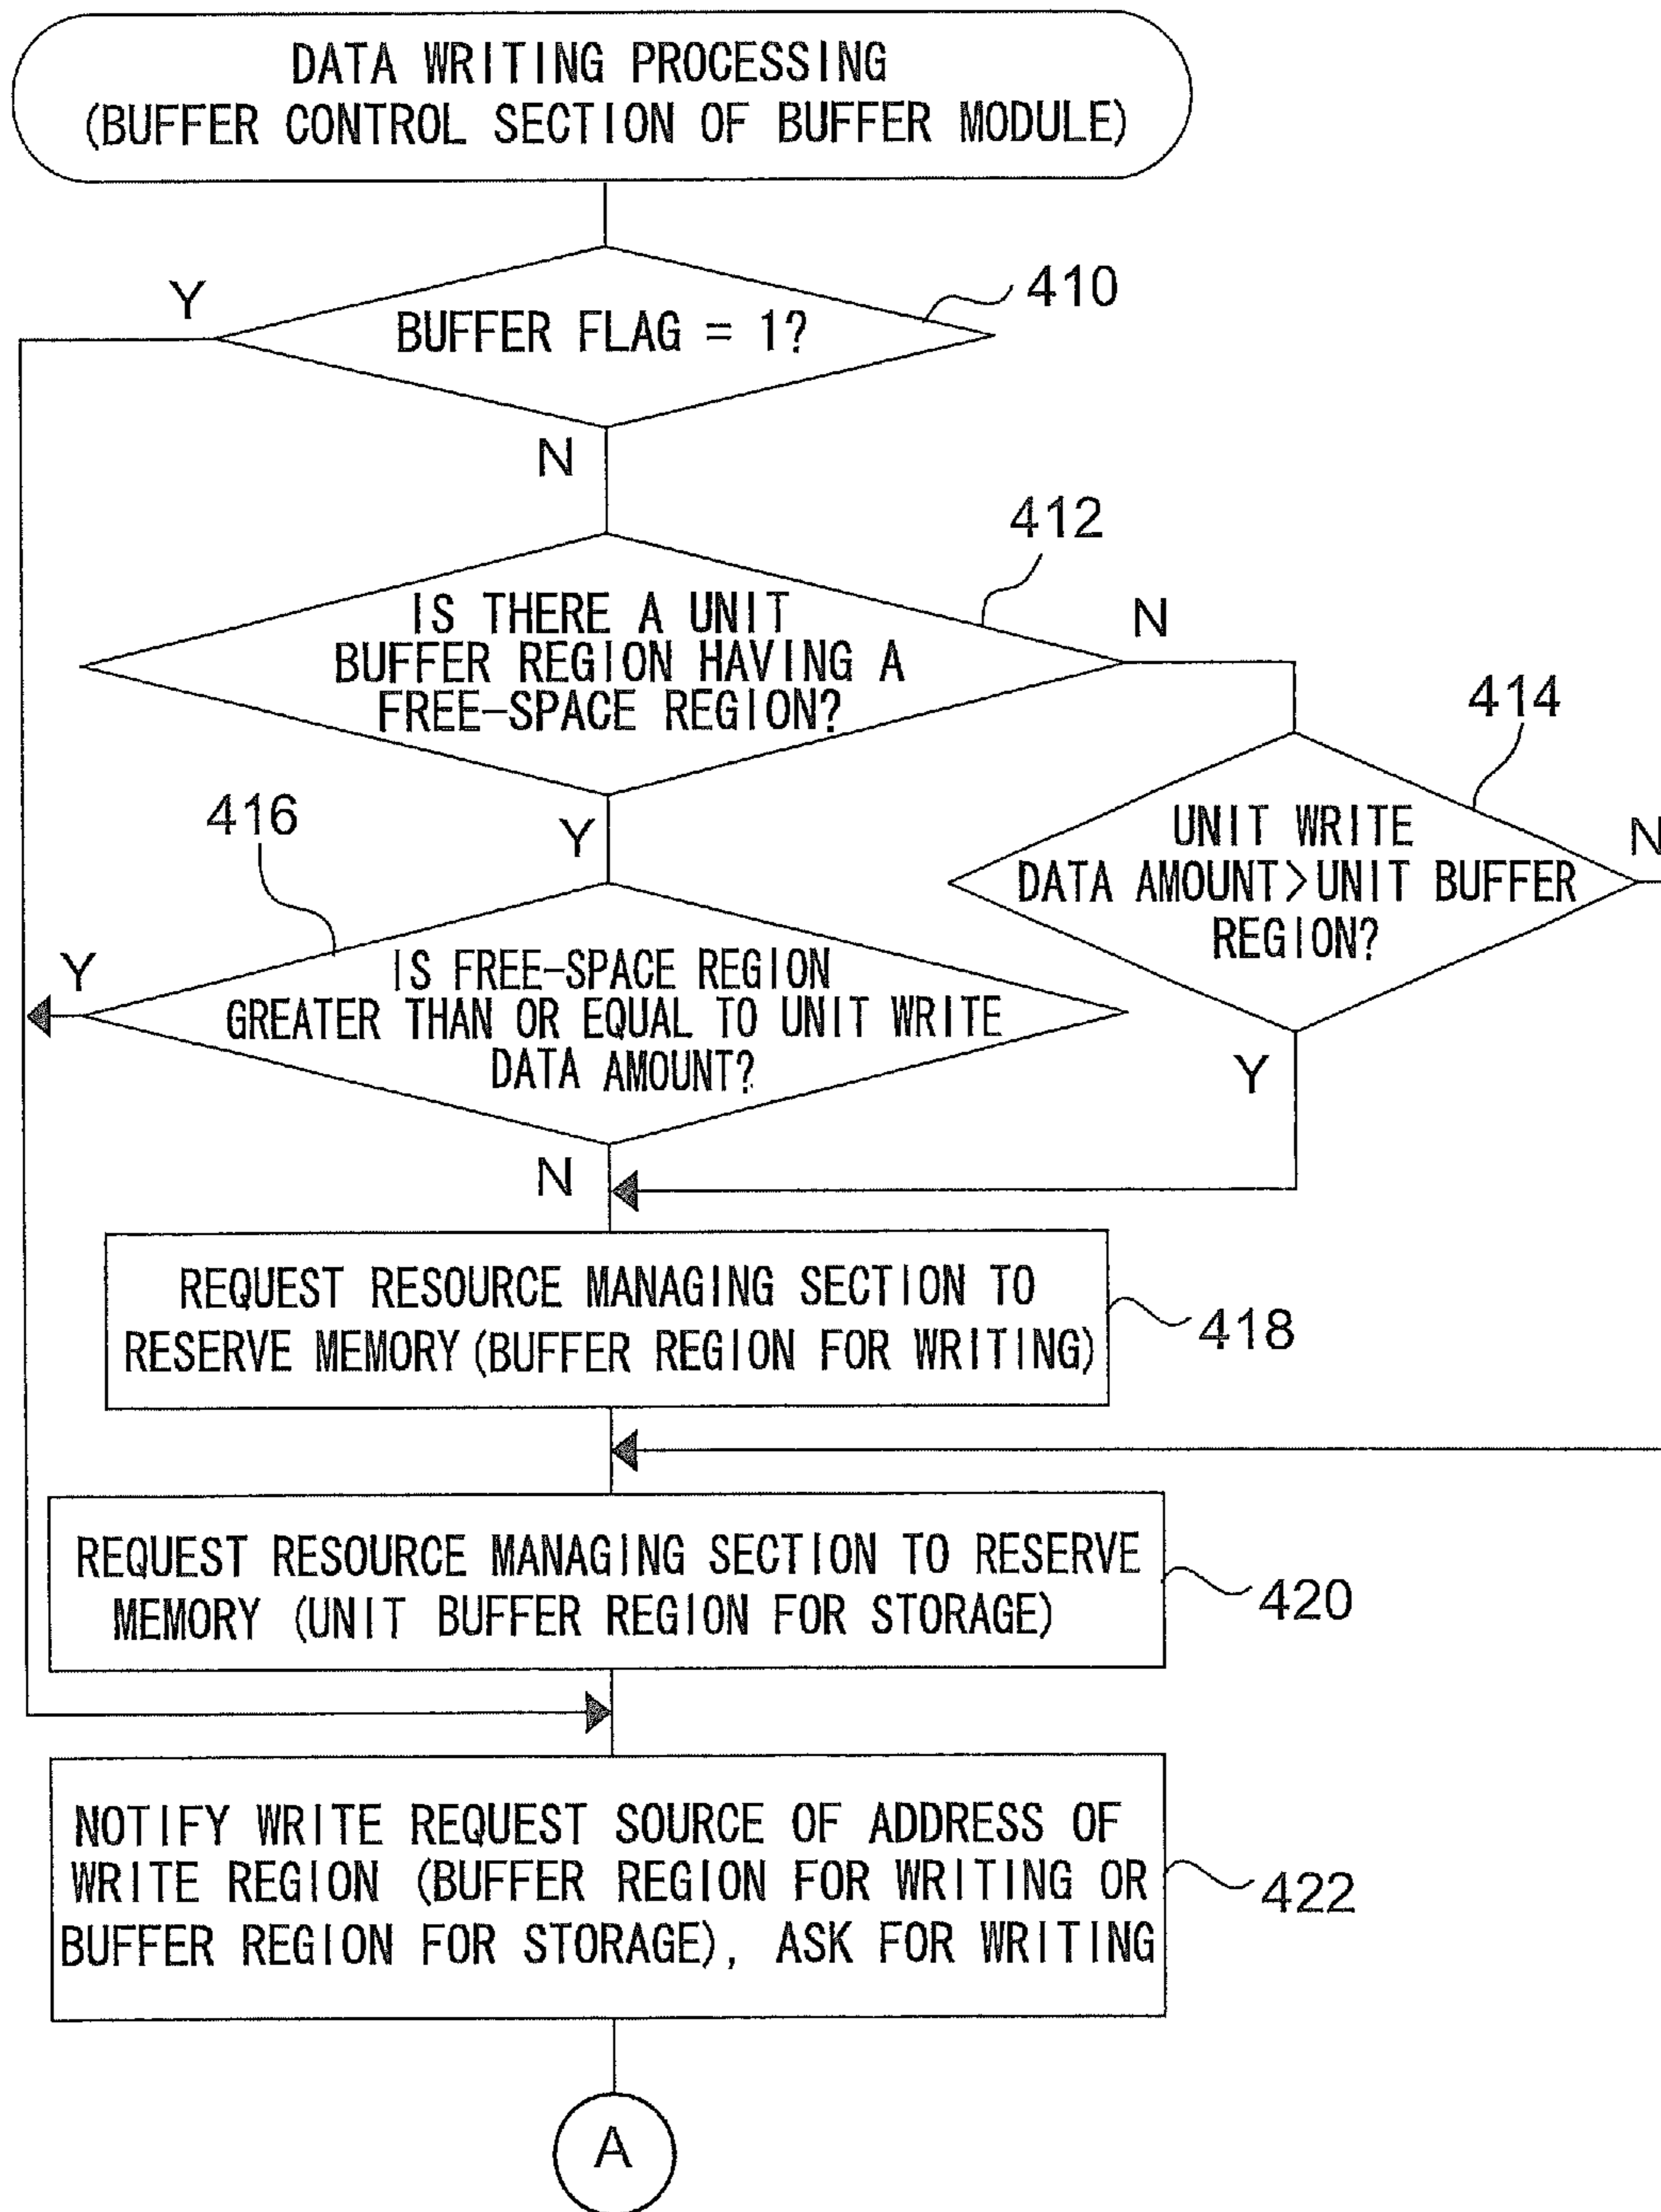 DATA WRITING PROCESSING
(BUFFER CONTROL SECTION OF BUFFER MODULE)
Y
BUFFER FLAG = 1?
410
N
412
IS THERE A UNIT
BUFFER REGION HAVING A
FREE-SPACE REGION?
N
414
Y
UNIT WRITE
DATA AMOUNT>UNIT BUFFER
REGION?
N
416
Y
IS FREE-SPACE REGION
GREATER THAN OR EQUAL TO UNIT WRITE
DATA AMOUNT?
Y
N
REQUEST RESOURCE MANAGING SECTION TO
RESERVE MEMORY (BUFFER REGION FOR WRITING)
418
REQUEST RESOURCE MANAGING SECTION TO RESERVE
MEMORY (UNIT BUFFER REGION FOR STORAGE)
420
NOTIFY WRITE REQUEST SOURCE OF ADDRESS OF
WRITE REGION (BUFFER REGION FOR WRITING OR
BUFFER REGION FOR STORAGE), ASK FOR WRITING
422
A